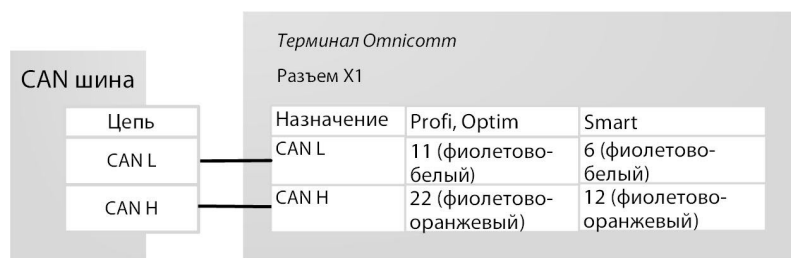 Терминал Omnicomm
CAN шина
Разъем X1
Цепь
Назначение Profi, Optim Smart
CAN L
CAN L 11 (фиолетово-белый) 6 (фиолетово-белый)
CAN H
CAN H 22 (фиолетово-оранжевый) 12 (фиолетово-оранжевый)